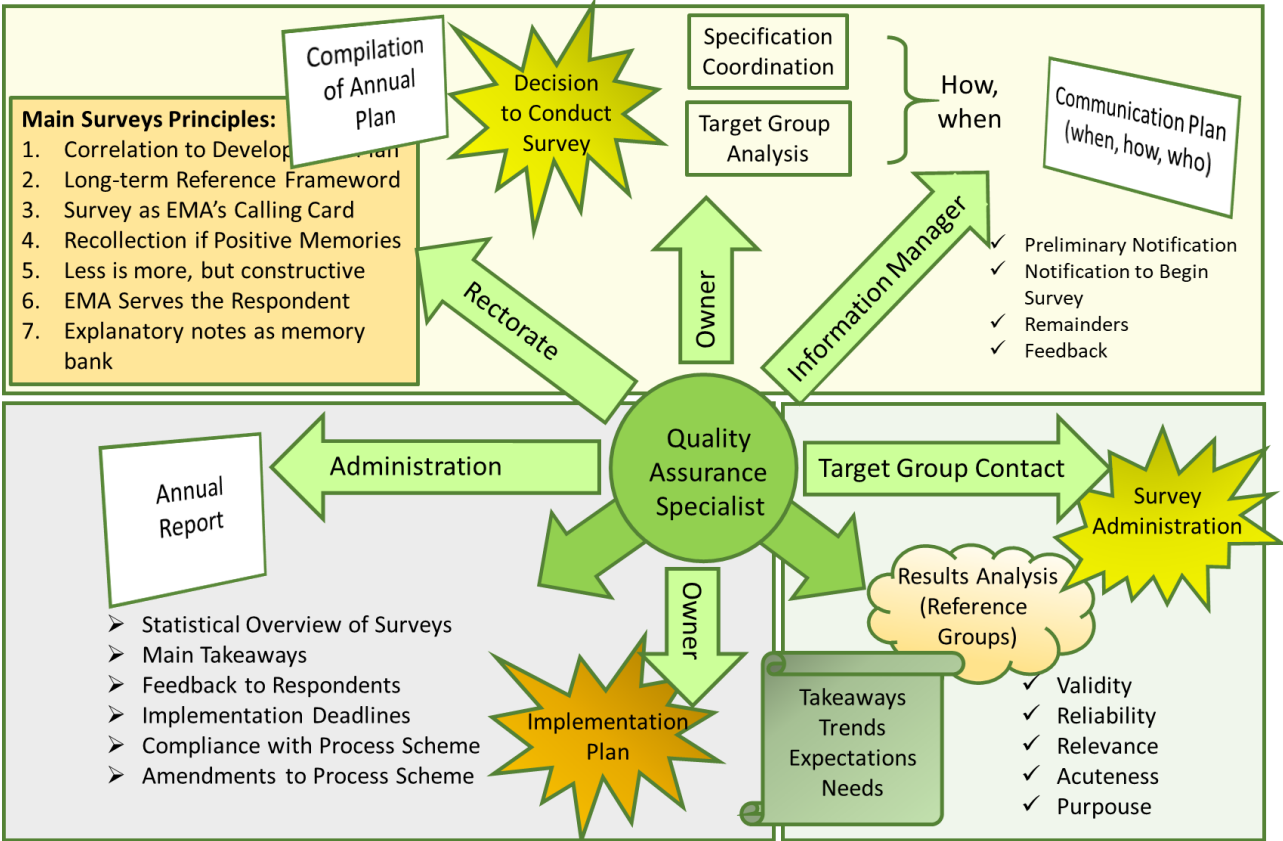 Compilation
of Annual
Plan
Decision
to Conduct
Survey
Specification
Coordination
Target Group
Analysis
How,
when
Communication Plan
(when, how, who)
Main Surveys Principles:
1. Correlation to Plan
2. Long-term Reference Frameword
3. Survey as EMA's Calling Card
4. Recollection if Positive Memories
5. Less is more, but constructive
6. EMA Serves the Respondent
7. Explanatory notes as memory
bank
Rectorate
Owner
Information Manager
✓ Preliminary Notification
✓ Notification to Begin
Survey
✓ Remainders
✓ Feedback
Quality
Assurance
Specialist
Administration
Annual
Report
➢ Statistical Overview of Surveys
➢ Main Takeaways
➢ Feedback to Respondents
➢ Implementation Deadlines
➢ Compliance with Process Scheme
➢ Amendments to Process Scheme
Owner
Implementation
Plan
Target Group Contact
Survey
Administration
Results Analysis
(Reference
Groups)
Takeaways
Trends
Expectations
Needs
✓ Validity
✓ Reliability
✓ Relevance
✓ Acuteness
✓ Purpouse